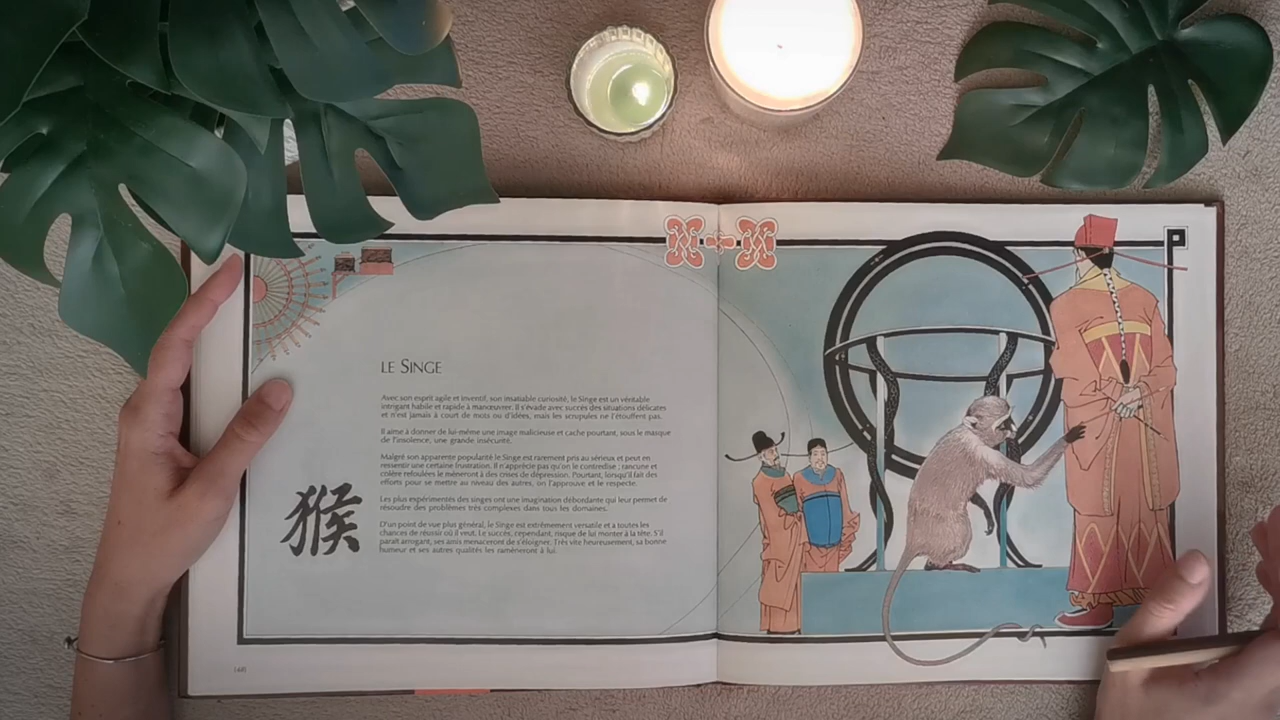 LE SINGE
Avec son esprit agile et inventif, son insatiable curiosité, le Singe est un véritable
intrigant habile et rapide à manœuvrer. Il s'évade avec succès des situations délicates
et n'est jamais à court de mots ou d'idées, mais les scrupules ne l'étouffent pas.
Il aime à donner de lui-même une image malicieuse et cache pourtant, sous le masque
de l'insolence, une grande insécurité.
Malgré son apparente popularité le Singe est rarement pris au sérieux et peut en
ressentir une certaine frustration. Il n'apprécie pas qu'on le contredise ; rancune et
colère refoulées le mèneront à des crises de dépression. Pourtant, lorsqu'il fait des
efforts pour se mettre au niveau des autres, on l'approuve et le respecte.
Les plus expérimentés des singes ont une imagination débordante qui leur permet de
résoudre des problèmes très complexes dans tous les domaines.
D'un point de vue plus général, le Singe est extrêmement versatile et a toutes les
chances de réussir où il veut. Le succès, cependant, risque de lui monter à la tête. S'il
paraît arrogant, ses amis menaceront de s'éloigner. Très vite heureusement, sa bonne
humeur et ses autres qualités les ramèneront à lui.
猴